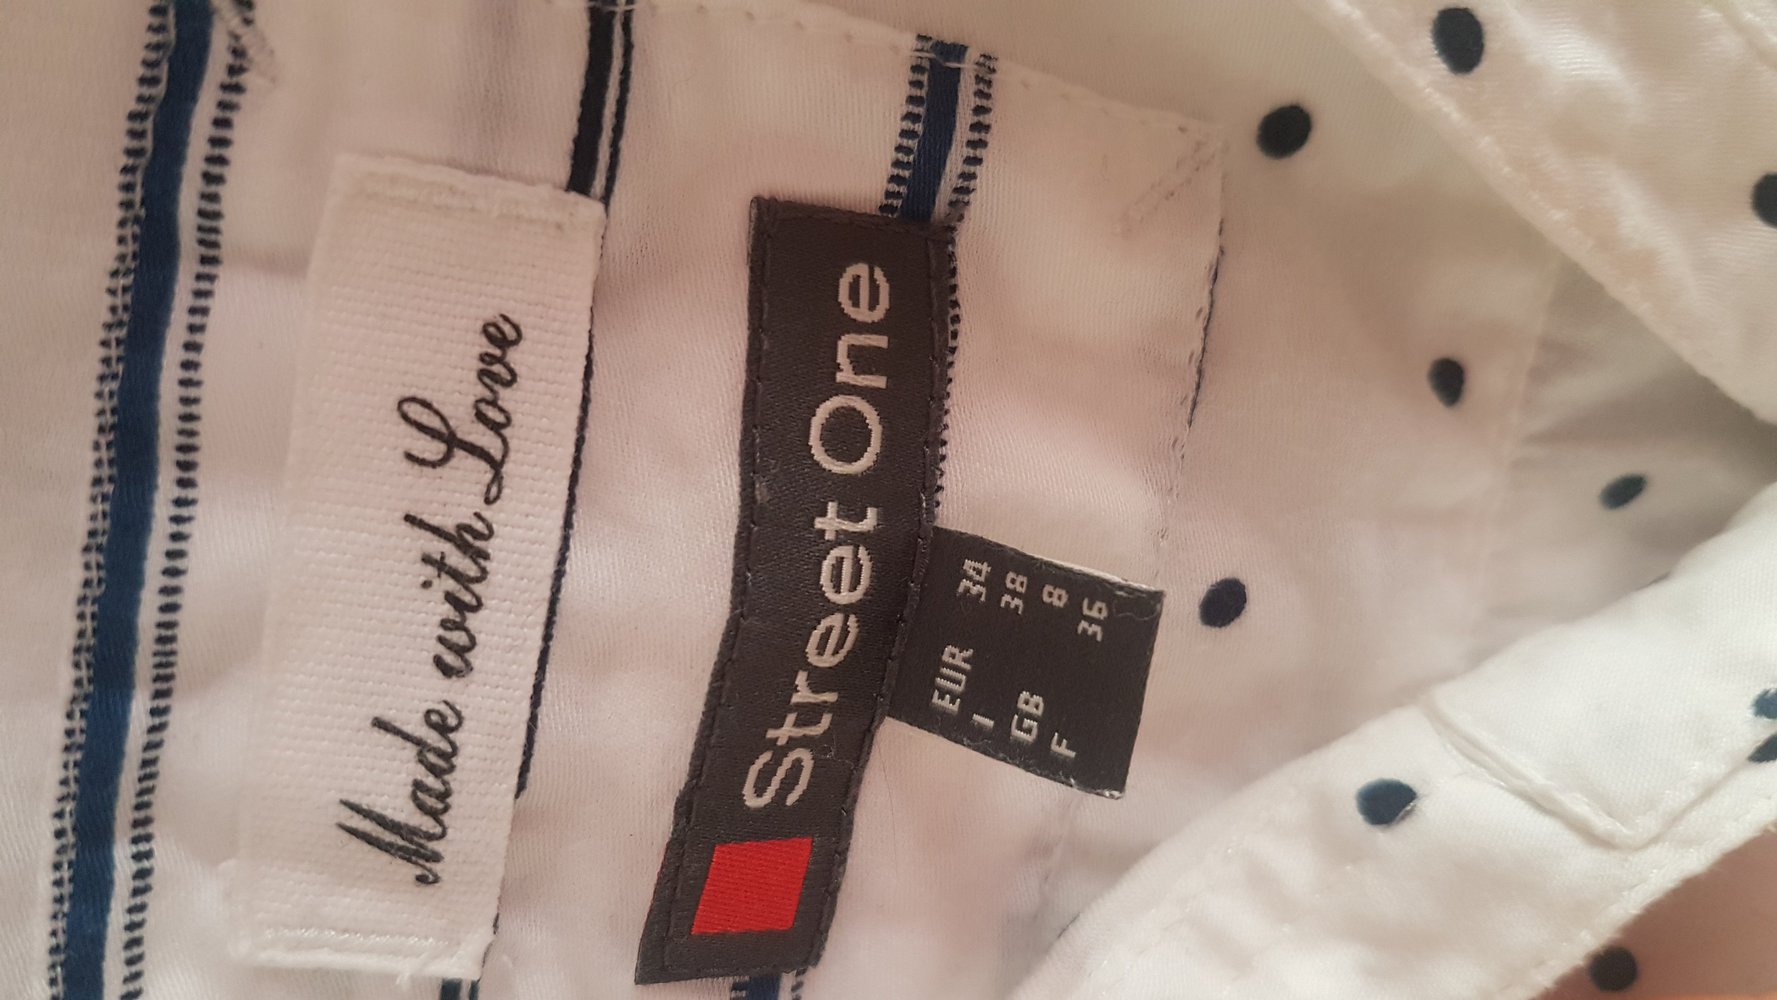 Made with Love
Street One
EUR 34
I 38
GB 8
F 36